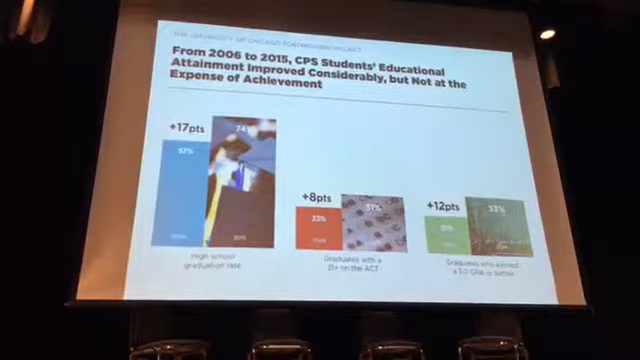 THE UNIVERSITY OF CHICAGO TO&THROUGH PROJECT
From 2006 to 2015, CPS Students' Educational
Attainment Improved Considerably, but Not at the
Expense of Achievement
+17pts
57%
74
High school
graduation rate
+8pts
23%
31%
Graduates with a
21+ on the ACT
+12pts
33%
Graduates who earned
a 3.0 GPA or better